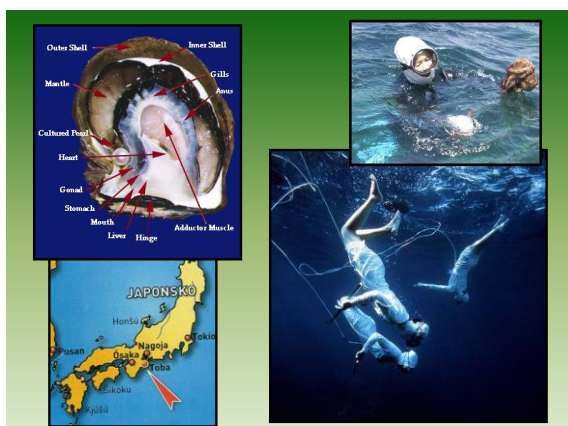 Outer Shell
Inner Shell
Gills
Mantle
Anus
Cultured Pearl
Heart
Gonad
Stomach
Mouth
Liver
Hinge
Adductor Muscle
JAPONSKO
Honšú
Tokio
Nagoja
Pusan
Ósaka
Toba
Šikoku
Kjúšú